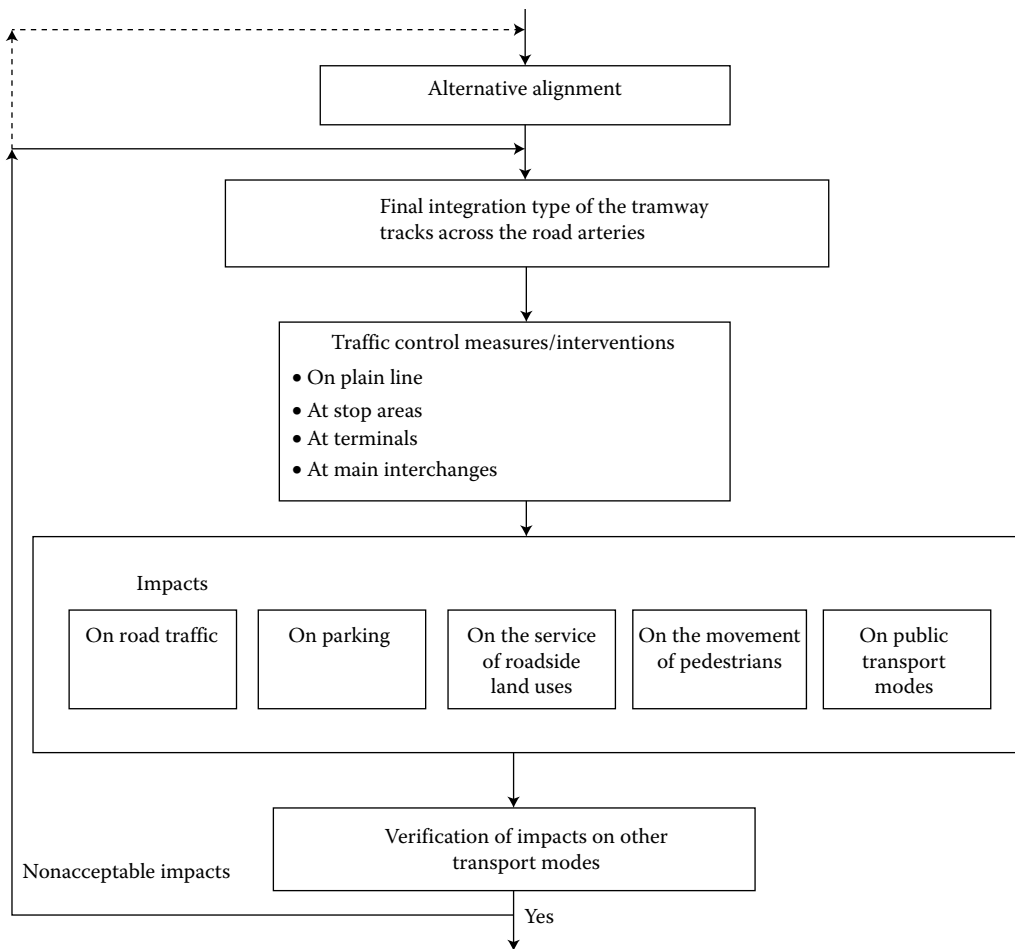 Alternative alignment
Final integration type of the tramway
tracks across the road arteries
Traffic control measures/interventions
• On plain line
• At stop areas
• At terminals
• At main interchanges
Impacts
On road traffic
On parking
On the service
of roadside
land uses
On the movement
of pedestrians
On public
transport
modes
Verification of impacts on other
transport modes
Nonacceptable impacts
Yes